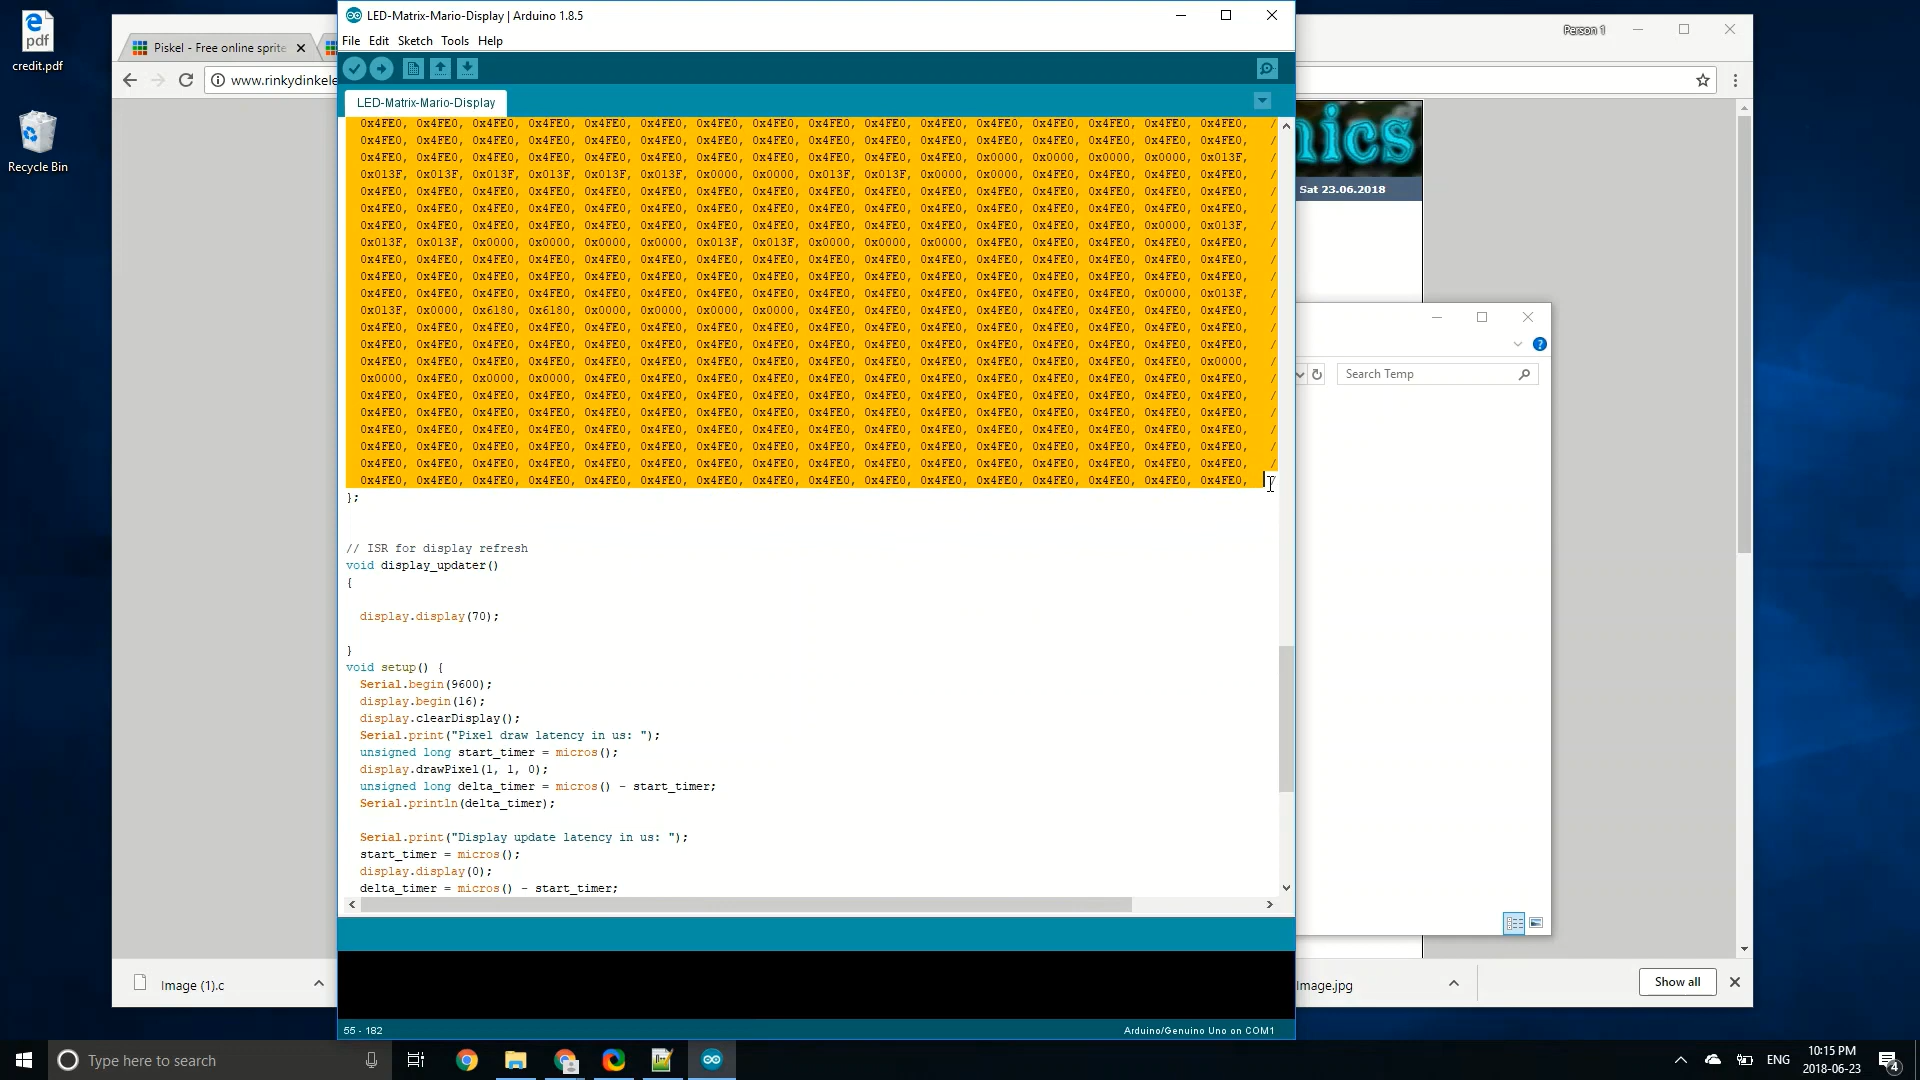 credit.pdf
Recycle Bin
Piskel - Free online sprite
www.rinkydinkele
Person 1
LED-Matrix-Mario-Display | Arduino 1.8.5
File Edit Sketch Tools Help
LED-Matrix-Mario-Display
0x4FE0, 0x4FE0, 0x4FE0, 0x4FE0, 0x4FE0, 0x4FE0, 0x4FE0, 0x4FE0, 0x4FE0, 0x4FE0, 0x4FE0, 0x4FE0, 0x4FE0, 0x4FE0, 0x4FE0, 0x4FE0, /
0x4FE0, 0x4FE0, 0x4FE0, 0x4FE0, 0x4FE0, 0x4FE0, 0x4FE0, 0x4FE0, 0x4FE0, 0x4FE0, 0x4FE0, 0x4FE0, 0x4FE0, 0x4FE0, 0x4FE0, 0x4FE0, /
0x4FE0, 0x4FE0, 0x4FE0, 0x4FE0, 0x4FE0, 0x4FE0, 0x4FE0, 0x4FE0, 0x4FE0, 0x4FE0, 0x4FE0, 0x0000, 0x0000, 0x0000, 0x0000, 0x013F, /
0x013F, 0x013F, 0x013F, 0x013F, 0x013F, 0x013F, 0x0000, 0x0000, 0x013F, 0x013F, 0x0000, 0x0000, 0x4FE0, 0x4FE0, 0x4FE0, 0x4FE0, /
0x4FE0, 0x4FE0, 0x4FE0, 0x4FE0, 0x4FE0, 0x4FE0, 0x4FE0, 0x4FE0, 0x4FE0, 0x4FE0, 0x4FE0, 0x4FE0, 0x4FE0, 0x4FE0, 0x4FE0, 0x4FE0, /
0x4FE0, 0x4FE0, 0x4FE0, 0x4FE0, 0x4FE0, 0x4FE0, 0x4FE0, 0x4FE0, 0x4FE0, 0x4FE0, 0x4FE0, 0x4FE0, 0x4FE0, 0x4FE0, 0x4FE0, 0x4FE0, /
0x4FE0, 0x4FE0, 0x4FE0, 0x4FE0, 0x4FE0, 0x4FE0, 0x4FE0, 0x4FE0, 0x4FE0, 0x4FE0, 0x4FE0, 0x4FE0, 0x4FE0, 0x4FE0, 0x0000, 0x013F, /
0x013F, 0x013F, 0x0000, 0x0000, 0x0000, 0x0000, 0x013F, 0x013F, 0x0000, 0x0000, 0x0000, 0x4FE0, 0x4FE0, 0x4FE0, 0x4FE0, 0x4FE0, /
0x4FE0, 0x4FE0, 0x4FE0, 0x4FE0, 0x4FE0, 0x4FE0, 0x4FE0, 0x4FE0, 0x4FE0, 0x4FE0, 0x4FE0, 0x4FE0, 0x4FE0, 0x4FE0, 0x4FE0, 0x4FE0, /
0x4FE0, 0x4FE0, 0x4FE0, 0x4FE0, 0x4FE0, 0x4FE0, 0x4FE0, 0x4FE0, 0x4FE0, 0x4FE0, 0x4FE0, 0x4FE0, 0x4FE0, 0x4FE0, 0x4FE0, 0x4FE0, /
0x4FE0, 0x4FE0, 0x4FE0, 0x4FE0, 0x4FE0, 0x4FE0, 0x4FE0, 0x4FE0, 0x4FE0, 0x4FE0, 0x4FE0, 0x4FE0, 0x4FE0, 0x4FE0, 0x0000, 0x013F, /
0x013F, 0x0000, 0x6180, 0x6180, 0x0000, 0x0000, 0x0000, 0x0000, 0x4FE0, 0x4FE0, 0x4FE0, 0x4FE0, 0x4FE0, 0x4FE0, 0x4FE0, 0x4FE0, /
0x4FE0, 0x4FE0, 0x4FE0, 0x4FE0, 0x4FE0, 0x4FE0, 0x4FE0, 0x4FE0, 0x4FE0, 0x4FE0, 0x4FE0, 0x4FE0, 0x4FE0, 0x4FE0, 0x4FE0, 0x4FE0, /
0x4FE0, 0x4FE0, 0x4FE0, 0x4FE0, 0x4FE0, 0x4FE0, 0x4FE0, 0x4FE0, 0x4FE0, 0x4FE0, 0x4FE0, 0x4FE0, 0x4FE0, 0x4FE0, 0x4FE0, 0x4FE0, /
0x4FE0, 0x4FE0, 0x4FE0, 0x4FE0, 0x4FE0, 0x4FE0, 0x4FE0, 0x4FE0, 0x4FE0, 0x4FE0, 0x4FE0, 0x4FE0, 0x4FE0, 0x4FE0, 0x4FE0, 0x0000, /
0x0000, 0x4FE0, 0x0000, 0x0000, 0x4FE0, 0x4FE0, 0x4FE0, 0x4FE0, 0x4FE0, 0x4FE0, 0x4FE0, 0x4FE0, 0x4FE0, 0x4FE0, 0x4FE0, 0x4FE0, /
0x4FE0, 0x4FE0, 0x4FE0, 0x4FE0, 0x4FE0, 0x4FE0, 0x4FE0, 0x4FE0, 0x4FE0, 0x4FE0, 0x4FE0, 0x4FE0, 0x4FE0, 0x4FE0, 0x4FE0, 0x4FE0, /
0x4FE0, 0x4FE0, 0x4FE0, 0x4FE0, 0x4FE0, 0x4FE0, 0x4FE0, 0x4FE0, 0x4FE0, 0x4FE0, 0x4FE0, 0x4FE0, 0x4FE0, 0x4FE0, 0x4FE0, 0x4FE0, /
0x4FE0, 0x4FE0, 0x4FE0, 0x4FE0, 0x4FE0, 0x4FE0, 0x4FE0, 0x4FE0, 0x4FE0, 0x4FE0, 0x4FE0, 0x4FE0, 0x4FE0, 0x4FE0, 0x4FE0, 0x4FE0, /
0x4FE0, 0x4FE0, 0x4FE0, 0x4FE0, 0x4FE0, 0x4FE0, 0x4FE0, 0x4FE0, 0x4FE0, 0x4FE0, 0x4FE0, 0x4FE0, 0x4FE0, 0x4FE0, 0x4FE0, 0x4FE0, /
0x4FE0, 0x4FE0, 0x4FE0, 0x4FE0, 0x4FE0, 0x4FE0, 0x4FE0, 0x4FE0, 0x4FE0, 0x4FE0, 0x4FE0, 0x4FE0, 0x4FE0, 0x4FE0, 0x4FE0, 0x4FE0, /
0x4FE0, 0x4FE0, 0x4FE0, 0x4FE0, 0x4FE0, 0x4FE0, 0x4FE0, 0x4FE0, 0x4FE0, 0x4FE0, 0x4FE0, 0x4FE0, 0x4FE0, 0x4FE0, 0x4FE0, 0x4FE0, /
};
// ISR for display refresh
void display_updater()
{
display.display(70);
}
void setup() {
Serial.begin(9600);
display.begin(16);
display.clearDisplay();
Serial.print("Pixel draw latency in us: ");
unsigned long start_timer = micros();
display.drawPixel(1, 1, 0);
unsigned long delta_timer = micros() - start_timer;
Serial.println(delta_timer);
Serial.print("Display update latency in us: ");
start_timer = micros();
display.display(0);
delta_timer = micros() - start_timer;
55 - 182
Arduino/Genuino Uno on COM1
nics
Sat 23.06.2018
Search Temp
Image (1).c
Image.jpg
Show all
Type here to search
ENG
10:15 PM
2018-06-23
4